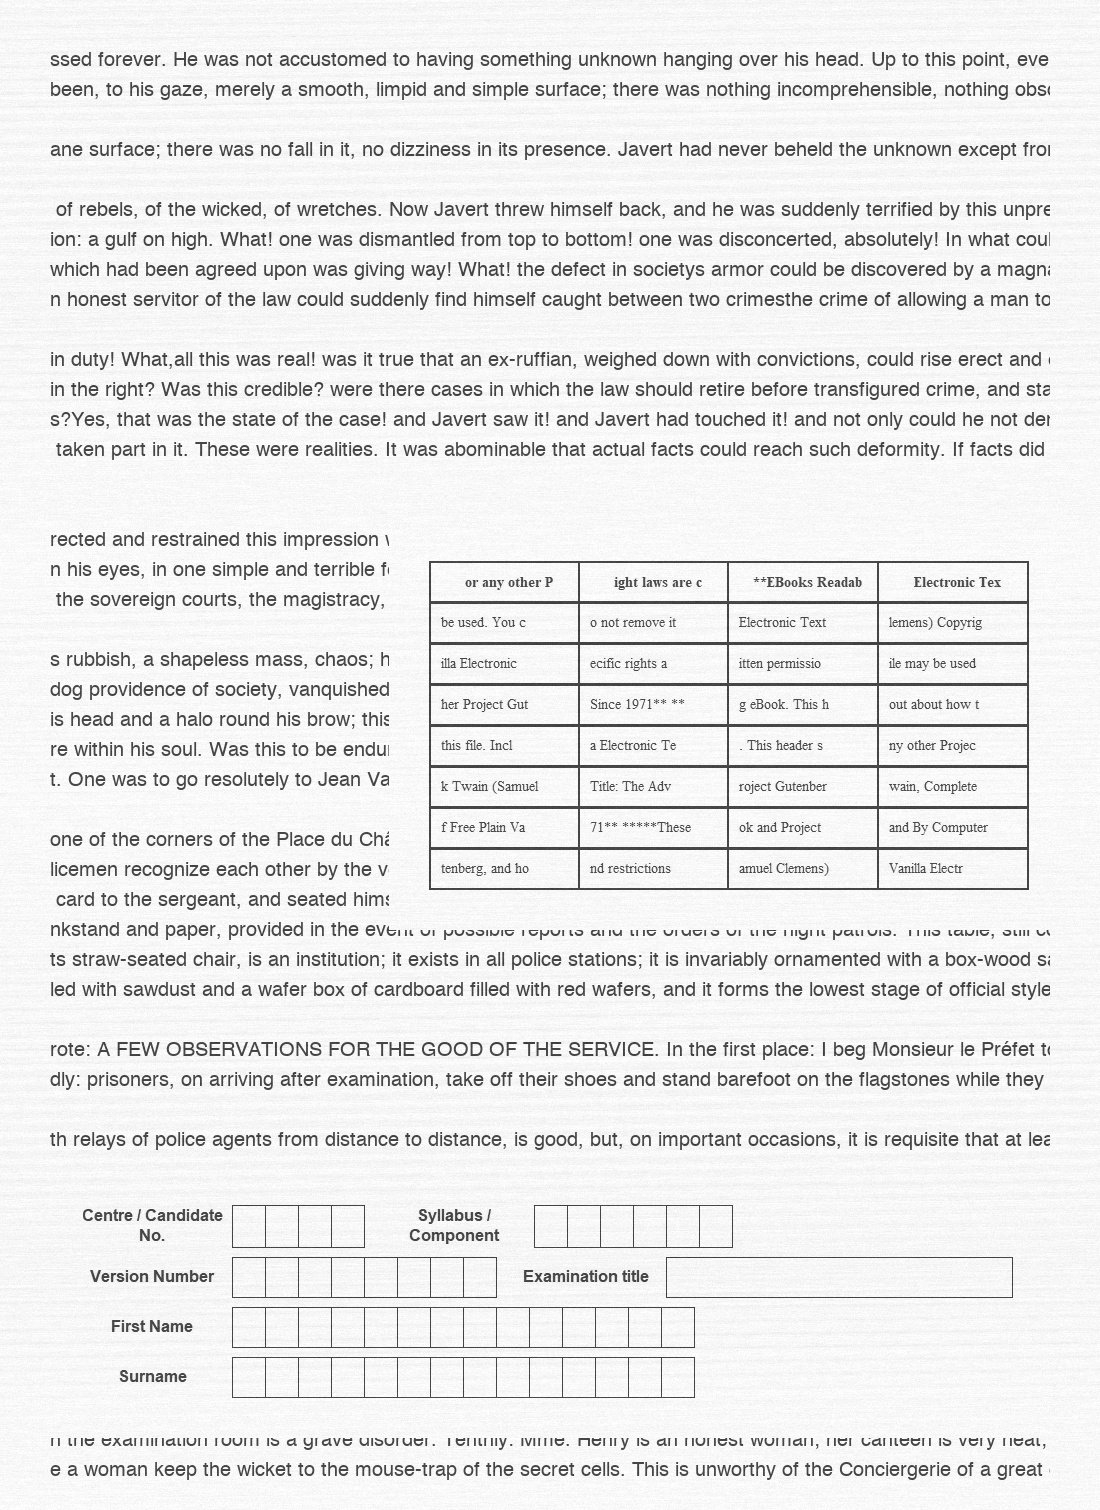 ssed forever. He was not accustomed to having something unknown hanging over his head. Up to this point, eve
been, to his gaze, merely a smooth, limpid and simple surface; there was nothing incomprehensible, nothing obs
ane surface; there was no fall in it, no dizziness in its presence. Javert had never beheld the unknown except from
of rebels, of the wicked, of wretches. Now Javert threw himself back, and he was suddenly terrified by this unpre
ion: a gulf on high. What! one was dismantled from top to bottom! one was disconcerted, absolutely! In what coul
which had been agreed upon was giving way! What! the defect in societys armor could be discovered by a magna
n honest servitor of the law could suddenly find himself caught between two crimesthe crime of allowing a man to
in duty! What,all this was real! was it true that an ex-ruffian, weighed down with convictions, could rise erect and
in the right? Was this credible? were there cases in which the law should retire before transfigured crime, and sta
s?Yes, that was the state of the case! and Javert saw it! and Javert had touched it! and not only could he not den
taken part in it. These were realities. It was abominable that actual facts could reach such deformity. If facts did
rected and restrained this impression
n his eyes, in one simple and terrible f
the sovereign courts, the magistracy,
s rubbish, a shapeless mass, chaos; h
dog providence of society, vanquished
is head and a halo round his brow; this
re within his soul. Was this to be endu
t. One was to go resolutely to Jean Va
one of the corners of the Place du Châ
licemen recognize each other by the v
card to the sergeant, and seated hims
or any other P ight laws are c **EBooks Readab Electronic Tex
be used. You c o not remove it Electronic Text lemens) Copyrig
illa Electronic ecific rights a itten permissio ile may be used
her Project Gut Since 1971** ** g eBook. This h out about how t
this file. Incl a Electronic Te . This header s ny other Projec
k Twain (Samuel Title: The Adv roject Gutenber wain, Complete
f Free Plain Va 71** *****These ok and Project and By Computer
tenberg, and ho nd restrictions amuel Clemens) Vanilla Electr
nkstand and paper, provided in the event of possible reports and the orders of the night patrols. This table, still
ts straw-seated chair, is an institution; it exists in all police stations; it is invariably ornamented with a box-wood sa
led with sawdust and a wafer box of cardboard filled with red wafers, and it forms the lowest stage of official style
rote: A FEW OBSERVATIONS FOR THE GOOD OF THE SERVICE. In the first place: I beg Monsieur le Préfet to
dly: prisoners, on arriving after examination, take off their shoes and stand barefoot on the flagstones while they
th relays of police agents from distance to distance, is good, but, on important occasions, it is requisite that at lea
Centre / Candidate No. Syllabus / Component
Version Number Examination title
First Name
Surname
n the examination room is a grave disorder. Tenthly: Mme. Henry is an honest woman, her canteen is very neat,
e a woman keep the wicket to the mouse-trap of the secret cells. This is unworthy of the Conciergerie of a great